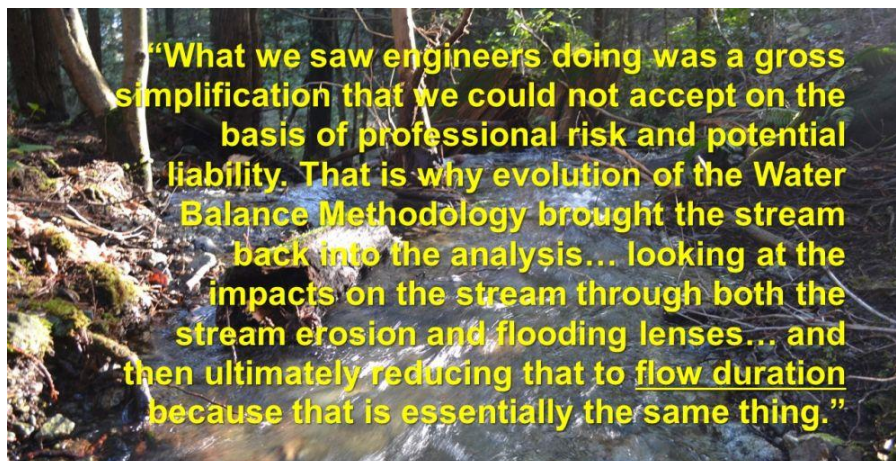 “What we saw engineers doing was a gross
simplification that we could not accept on the
basis of professional risk and potential
liability. That is why evolution of the Water
Balance Methodology brought the stream
back into the analysis… looking at the
impacts on the stream through both the
stream erosion and flooding lenses… and
then ultimately reducing that to flow duration
because that is essentially the same thing.”